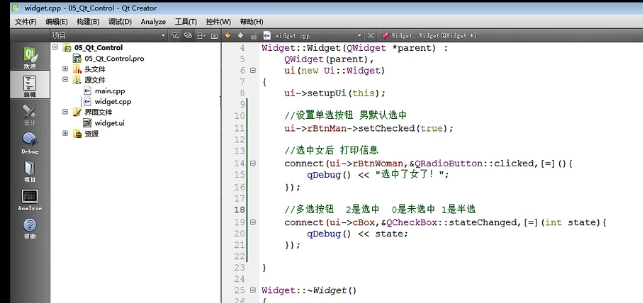 widget.cpp - 05_Qt_Control - Qt Creator
文件(F) 编辑(E) 构建(B) 调试(D) Analyze 工具(T) 控件(W) 帮助(H)
项目
widget.cpp
Widget::Widget(QWidget *)
欢迎
编辑
设计
Debug
项目
Analyze
帮助
05_Qt_Control
05_Qt_Control.pro
头文件
源文件
main.cpp
widget.cpp
界面文件
widget.ui
资源
4 Widget::Widget(QWidget *parent) :
5 QWidget(parent),
6 ui(new Ui::Widget)
7 {
8 ui->setupUi(this);
9
10 //设置单选按钮 男默认选中
11 ui->rBtnMan->setChecked(true);
12
13 //选中女后 打印信息
14 connect(ui->rBtnWoman,&QRadioButton::clicked,[=](){
15 qDebug() << "选中了女了！";
16 });
17
18 //多选按钮 2是选中 0是未选中 1是半选
19 connect(ui->cBox,&QCheckBox::stateChanged,[=](int state){
20 qDebug() << state;
21 });
22
23 }
24
25 Widget::~Widget()
26 {